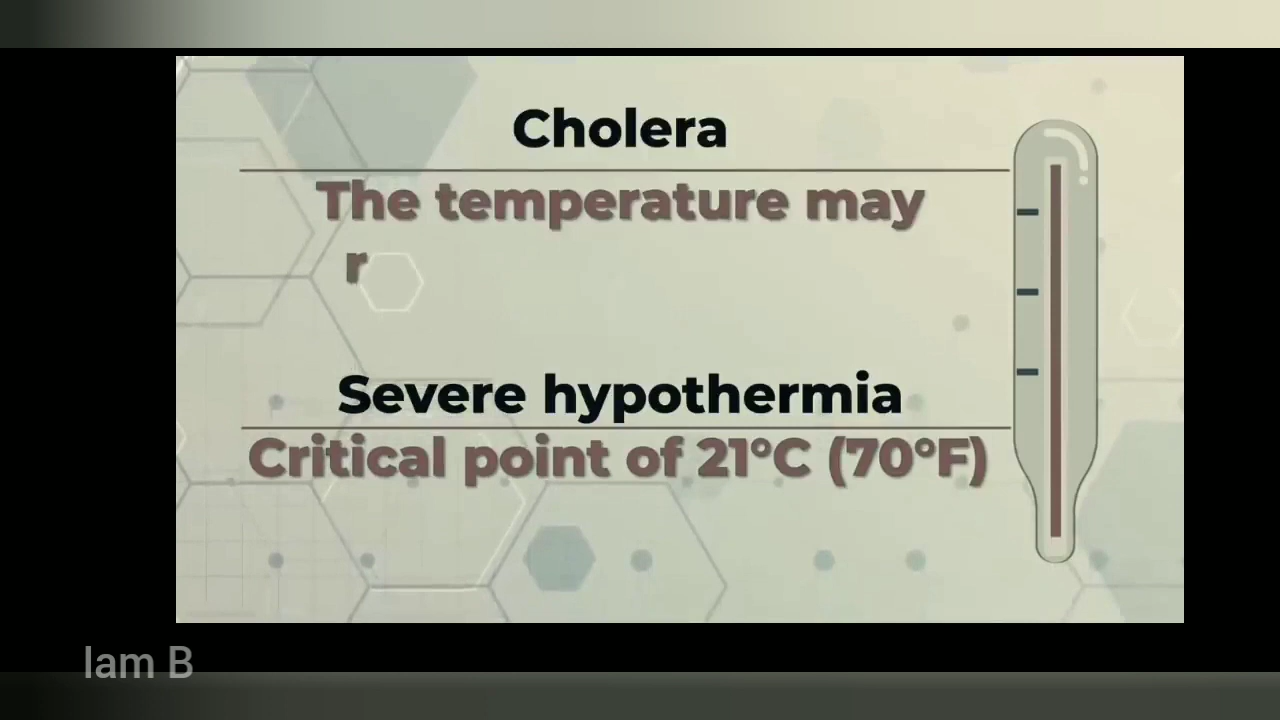 Cholera
The temperature may
r
Severe hypothermia
Critical point of 21°C (70°F)
Iam B